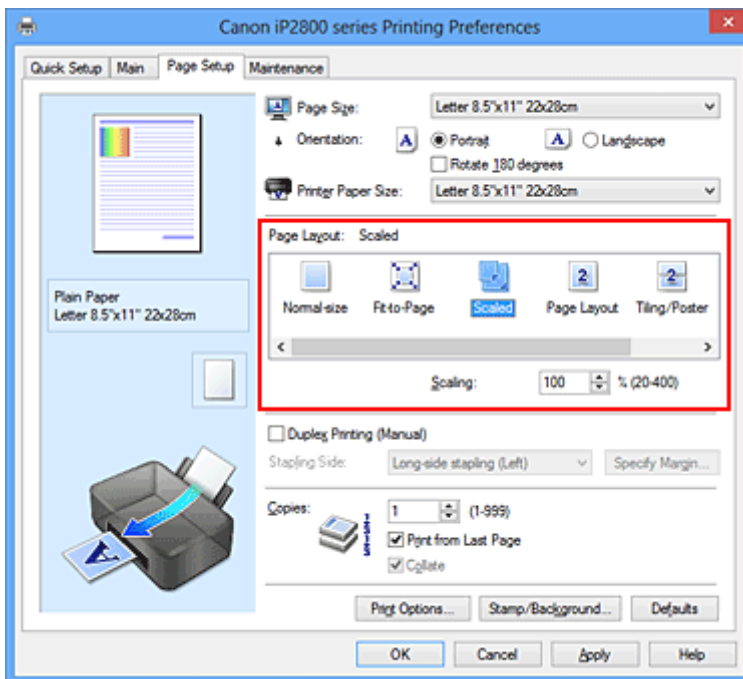 Canon iP2800 series Printing Preferences
Quick Setup Main Page Setup Maintenance
Page Size: Letter 8.5"x11" 22x28cm
Orientation: A Portrait A Landscape
Rotate 180 degrees
Printer Paper Size: Letter 8.5"x11" 22x28cm
Page Layout: Scaled
Normal-size Fit-to-Page Scaled Page Layout Tiling/Poster
Scaling: 100 % (20-400)
Plain Paper
Letter 8.5"x11" 22x28cm
Duplex Printing (Manual)
Stapling Side: Long-side stapling (Left) Specify Margin...
Copies: 1 (1-999)
Print from Last Page
Collate
Print Options... Stamp/Background... Defaults
OK Cancel Apply Help